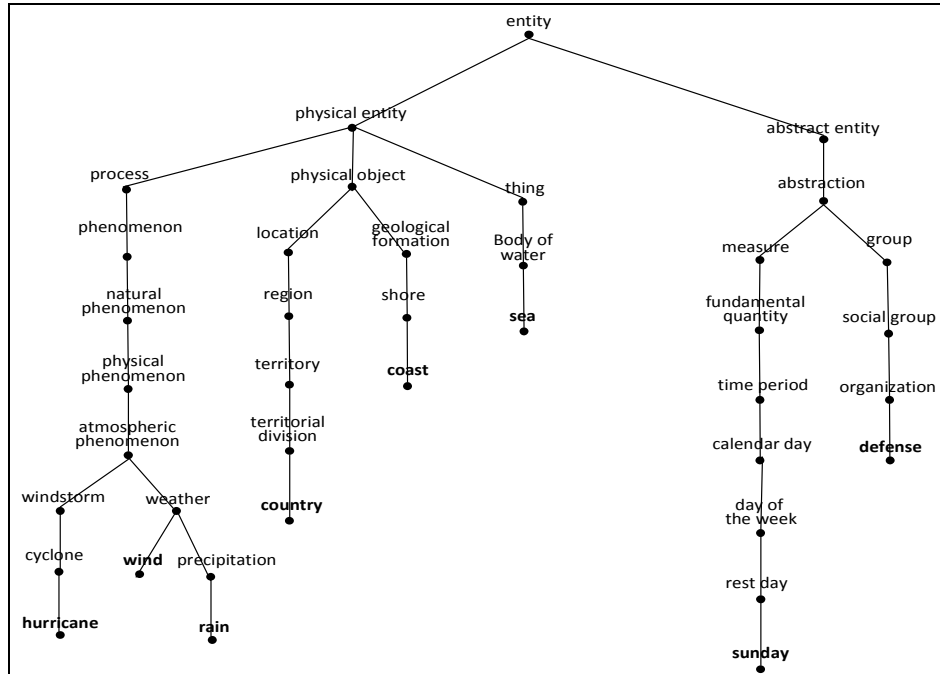 entity
physical entity
abstract entity
process
physical object
thing
abstraction
phenomenon
location
geological
formation
Body of
water
measure
group
natural
phenomenon
region
shore
sea
fundamental
quantity
social group
physical
phenomenon
territory
coast
time period
organization
atmospheric
phenomenon
territorial
division
calendar day
defense
windstorm
weather
country
day of
the week
cyclone
wind
precipitation
rest day
hurricane
rain
sunday